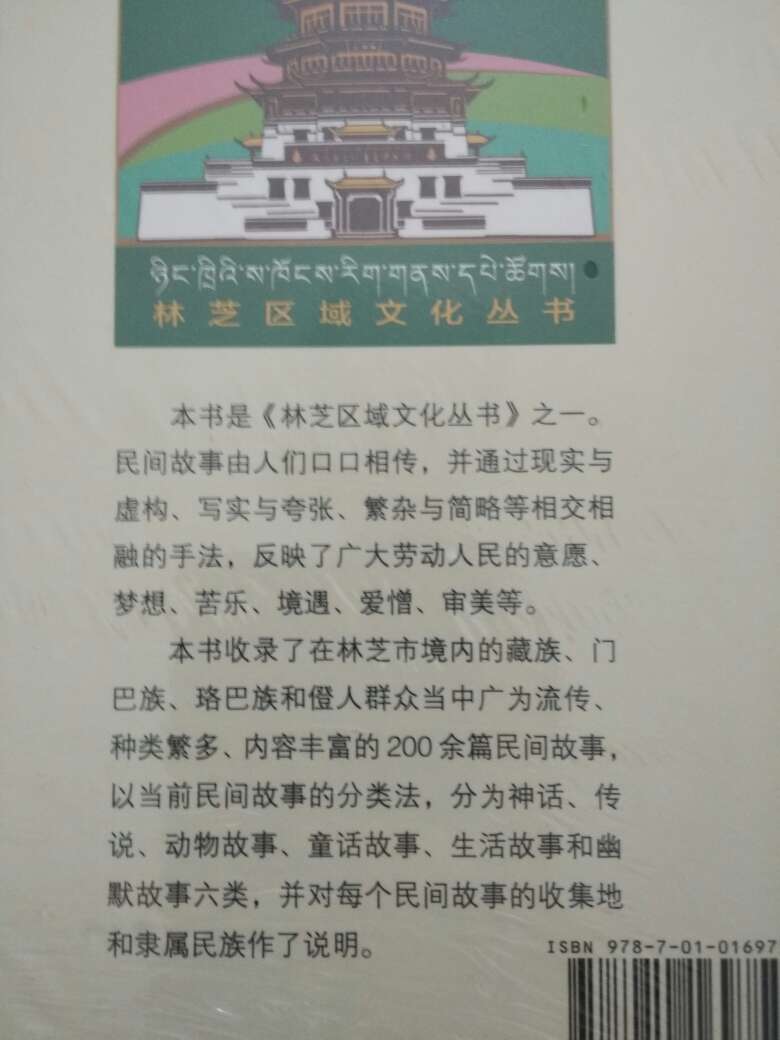 ཉིང་ཁྲིའི་ས་ཁོངས་རིག་གནས་དཔེ་ཚོགས།
林芝区域文化丛书
本书是《林芝区域文化丛书》之一。
民间故事由人们口口相传，并通过现实与
虚构、写实与夸张、繁杂与简略等相交相
融的手法，反映了广大劳动人民的意愿、
梦想、苦乐、境遇、爱憎、审美等。
本书收录了在林芝市境内的藏族、门
巴族、珞巴族和僜人群众当中广为流传、
种类繁多、内容丰富的 200 余篇民间故事，
以当前民间故事的分类法，分为神话、传
说、动物故事、童话故事、生活故事和幽
默故事六类，并对每个民间故事的收集地
和隶属民族作了说明。
ISBN 978-7-01-01697